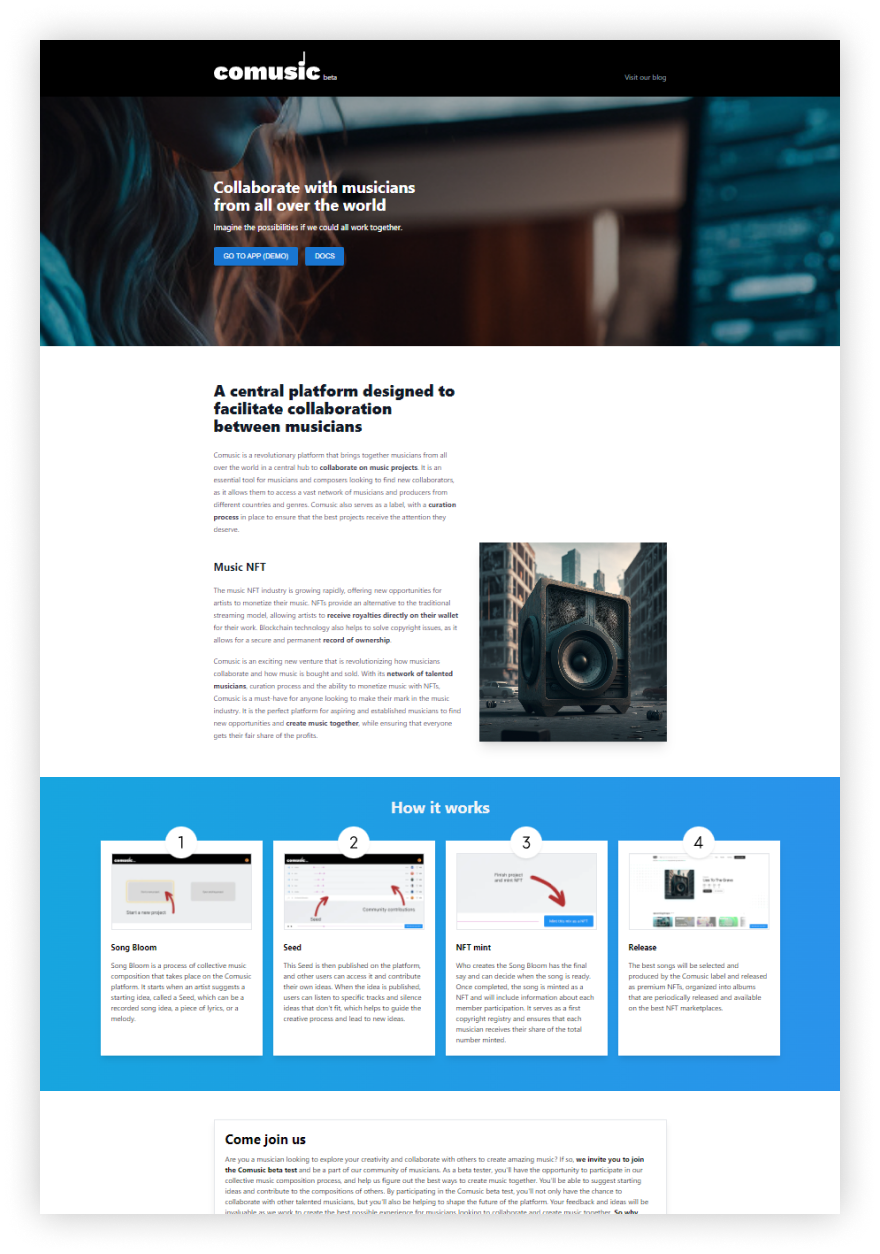 comusic beta
Visit our blog
Collaborate with musicians
from all over the world
Imagine the possibilities if we could all work together.
GO TO APP (DEMO)
DOCS
A central platform designed to
facilitate collaboration
between musicians
Comusic is a revolutionary platform that brings together musicians from all
over the world in a central hub to collaborate on music projects. It is an
essential tool for musicians and composers looking to find new collaborators,
as it allows them to access a vast network of musicians and producers from
different countries and genres. Comusic also serves as a label, with a curation
process in place to ensure that the best projects receive the attention they
deserve.
Music NFT
The music NFT industry is growing rapidly, offering new opportunities for
artists to monetize their music. NFTs provide an alternative to the traditional
streaming model, allowing artists to receive royalties directly on their wallet
for their work. Blockchain technology also helps to solve copyright issues, as it
allows for a secure and permanent record of ownership.
Comusic is an exciting new venture that is revolutionizing how musicians
collaborate and how music is bought and sold. With its network of talented
musicians, curation process and the ability to monetize music with NFTs,
Comusic is a must-have for anyone looking to make their mark in the music
industry. It is the perfect platform for aspiring and established musicians to find
new opportunities and create music together, while ensuring that everyone
gets their fair share of the profits.
How it works
1
comusic
Start a new project
Song Bloom
Song Bloom is a process of collective music
composition that takes place on the Comusic
platform. It starts when an artist suggests a
starting idea, called a Seed, which can be a
recorded song idea, a piece of lyrics, or a
melody.
2
comusic
Community contributors
Seed
Seed
This Seed is then published on the platform,
and other users can access it and contribute
their own ideas. When the idea is published,
users can listen to specific tracks and silence
ideas that don't fit, which helps to guide the
creative process and lead to new ideas.
3
Finish project
and mint NFT
NFT mint
Who creates the Song Bloom has the final
say and can decide when the song is ready.
Once completed, the song is minted as a
NFT and will include information about each
member participation. It serves as a first
copyright registry and ensures that each
musician receives their share of the total
number minted.
4
Release
The best songs will be selected and
produced by the Comusic label and released
as premium NFTs, organized into albums
that are periodically released and available
on the best NFT marketplaces.
Come join us
Are you a musician looking to explore your creativity and collaborate with others to create amazing music? If so, we invite you to join
the Comusic beta test and be a part of our community of musicians. As a beta tester, you'll have the opportunity to participate in our
collective music composition process, and help us figure out the best ways to create music together. You'll be able to suggest starting
ideas and contribute to the compositions of others. By participating in the Comusic beta test, you'll not only have the chance to
collaborate with other talented musicians, but you'll also be helping to shape the future of the platform. Your feedback and ideas will be
invaluable as we work to create the best possible experience for musicians looking to collaborate and create music together. So why